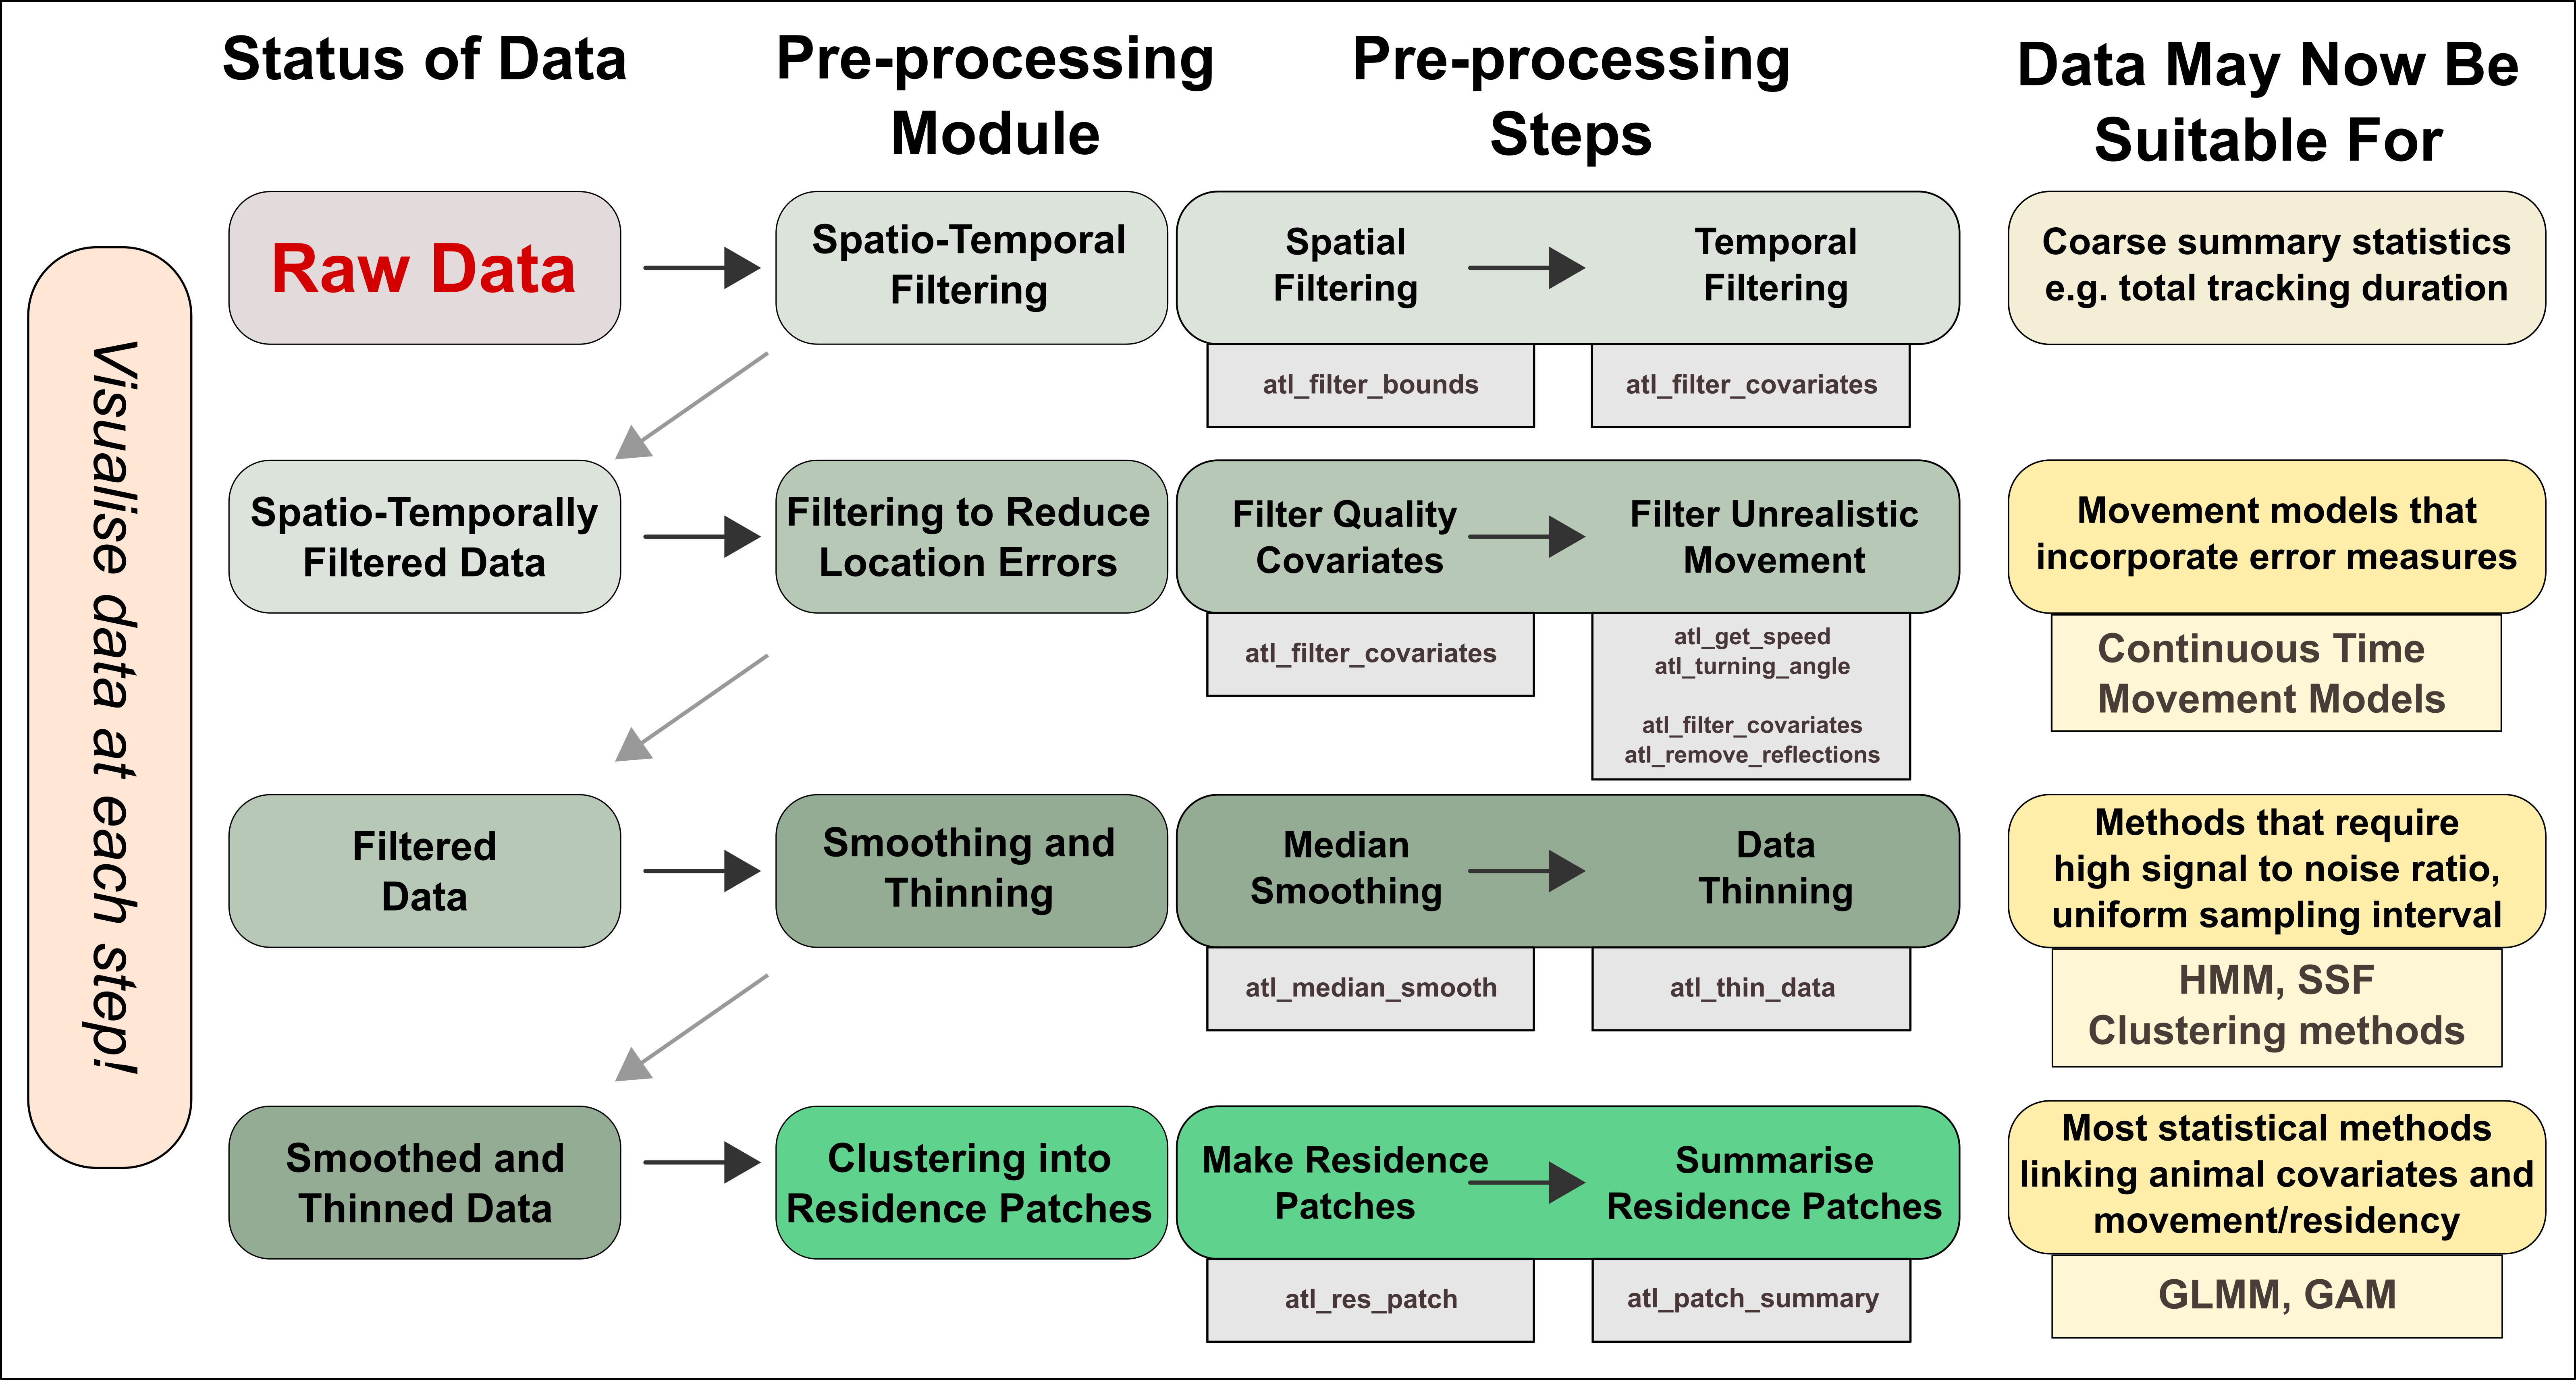 Status of Data
Pre-processing
Module
Pre-processing
Steps
Data May Now Be
Suitable For
Visualise data at each step!
Raw Data
Spatio-Temporal
Filtering
Spatial
Filtering
Temporal
Filtering
Coarse summary statistics
e.g. total tracking duration
atl_filter_bounds
atl_filter_covariates
Spatio-Temporally
Filtered Data
Filtering to Reduce
Location Errors
Filter Quality
Covariates
Filter Unrealistic
Movement
Movement models that
incorporate error measures
atl_filter_covariates
atl_get_speed
atl_turning_angle
atl_filter_covariates
atl_remove_reflections
Continuous Time
Movement Models
Filtered
Data
Smoothing and
Thinning
Median
Smoothing
Data
Thinning
Methods that require
high signal to noise ratio,
uniform sampling interval
atl_median_smooth
atl_thin_data
HMM, SSF
Clustering methods
Smoothed and
Thinned Data
Clustering into
Residence Patches
Make Residence
Patches
Summarise
Residence Patches
Most statistical methods
linking animal covariates and
movement/residency
atl_res_patch
atl_patch_summary
GLMM, GAM